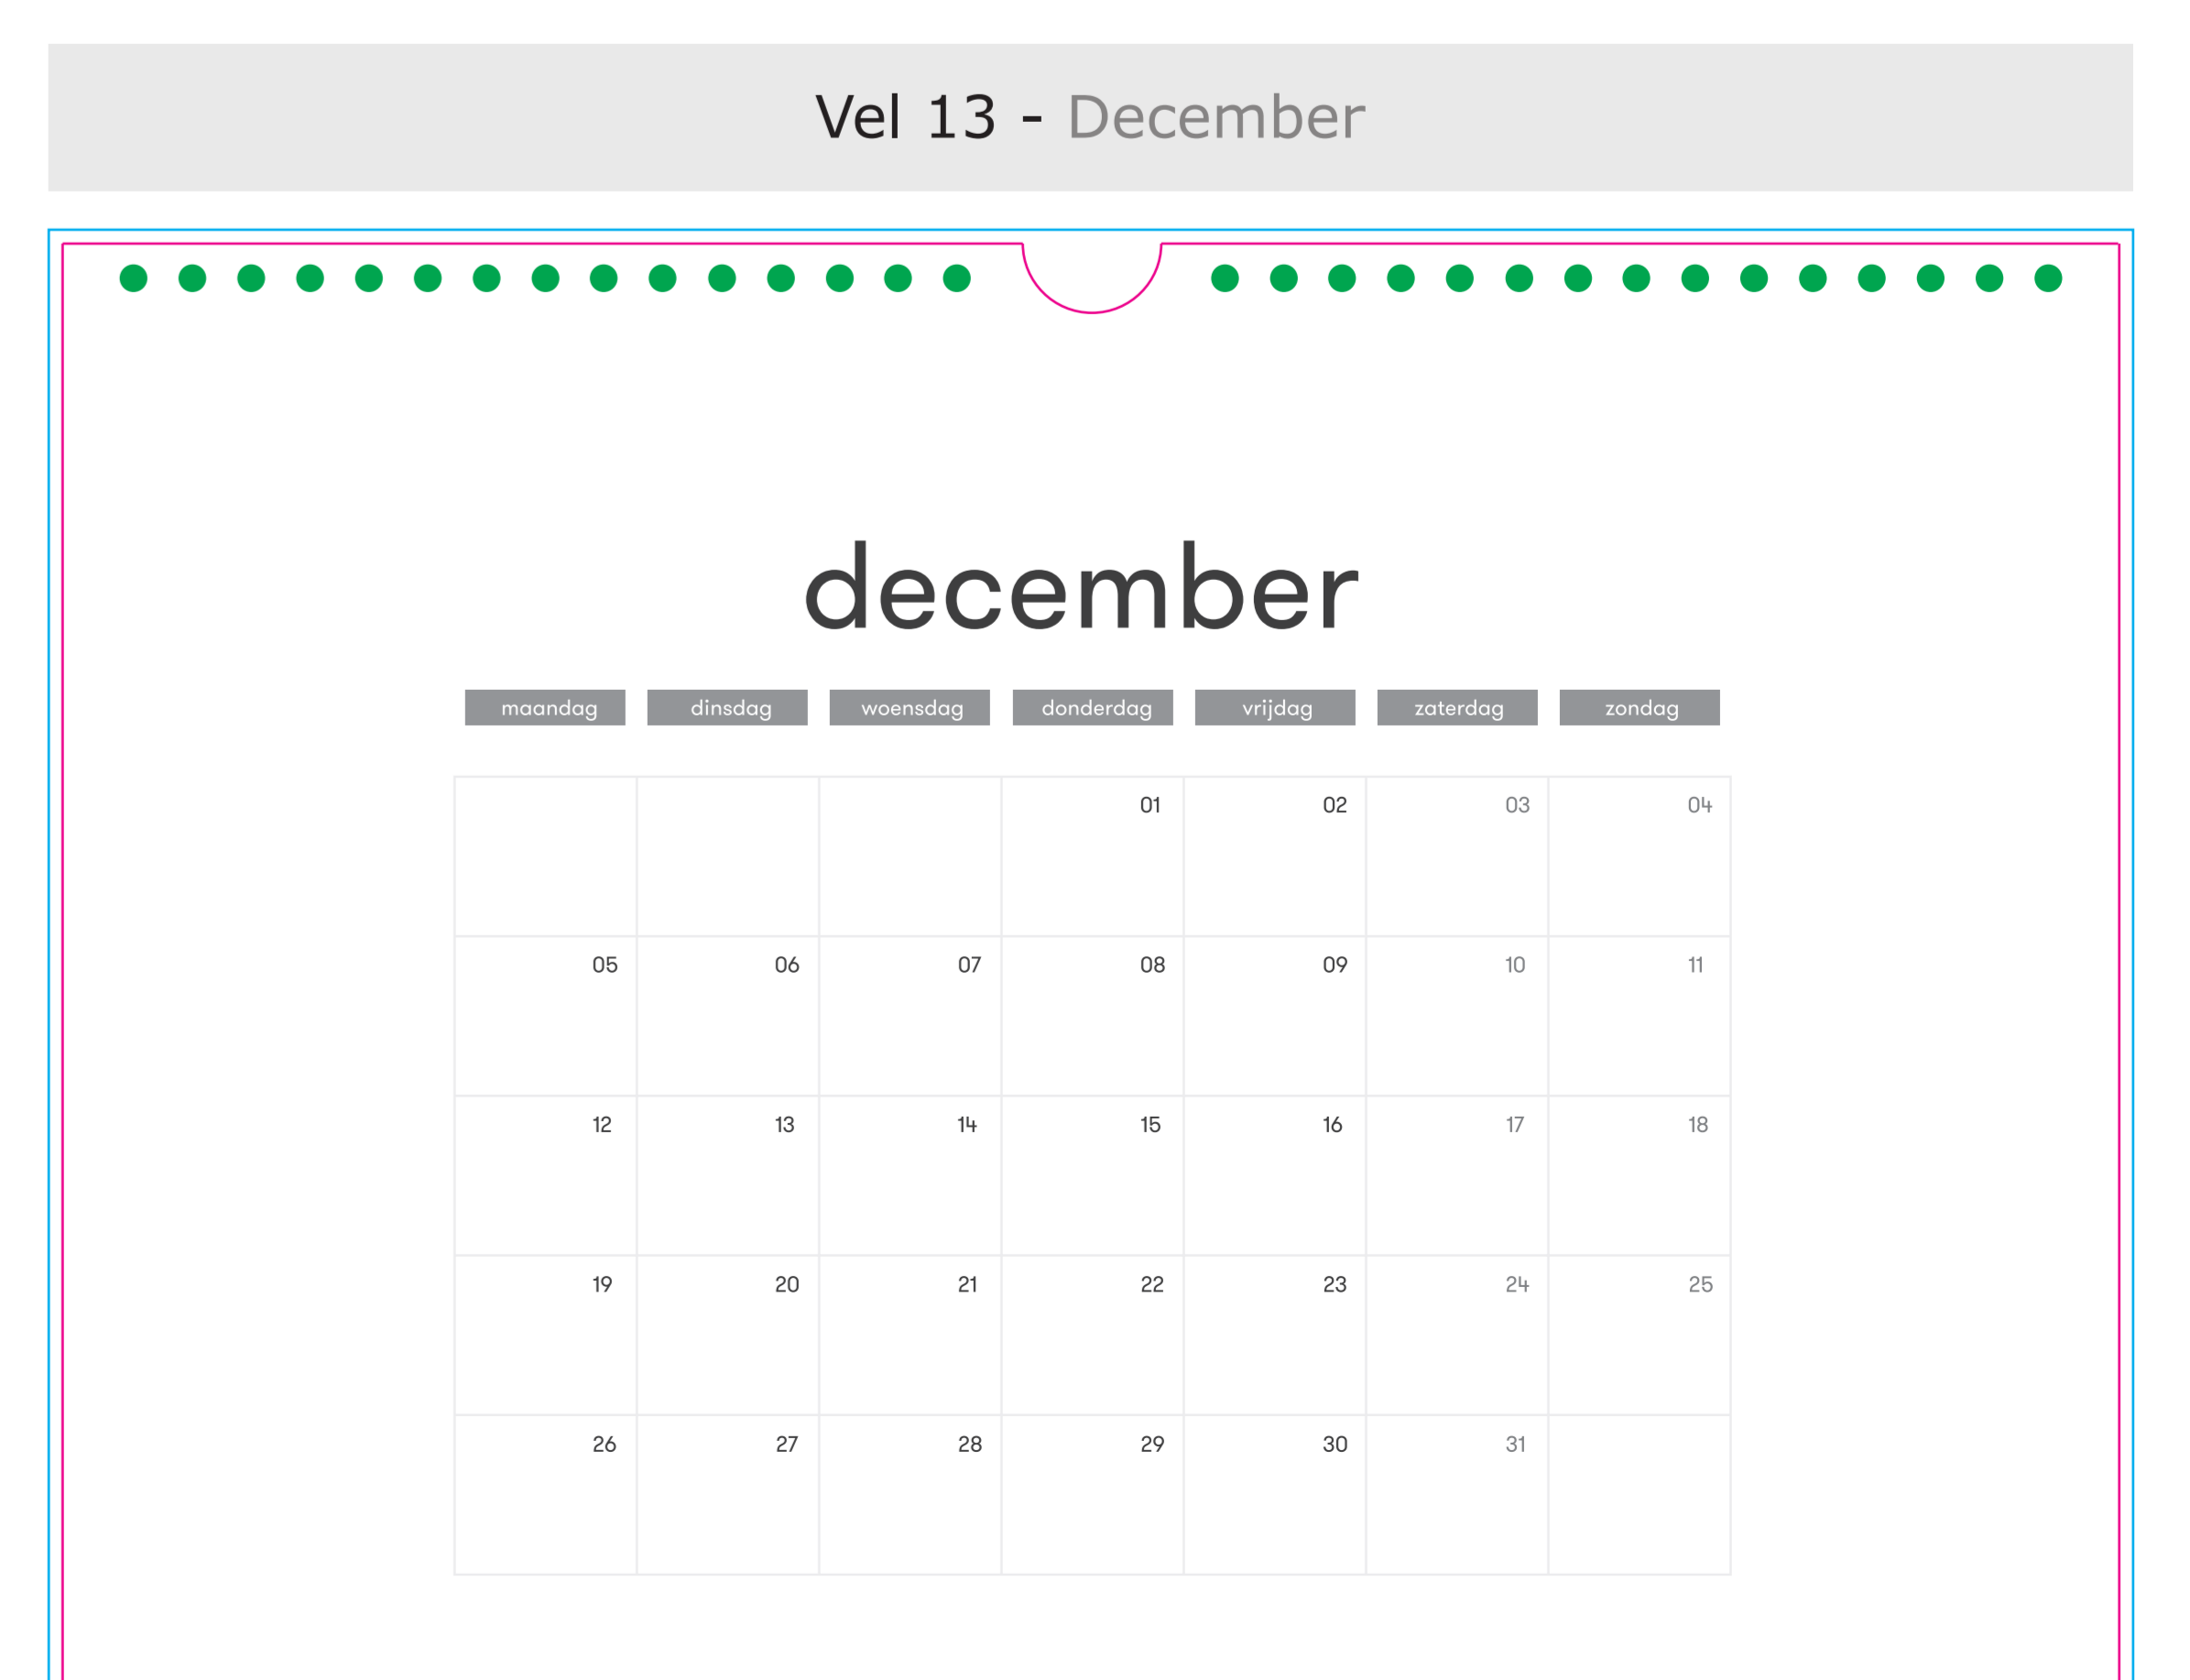 Vel 13 - December
december
maandag dinsdag woensdag donderdag vrijdag zaterdag zondag
01 02 03 04
05 06 07 08 09 10 11
12 13 14 15 16 17 18
19 20 21 22 23 24 25
26 27 28 29 30 31